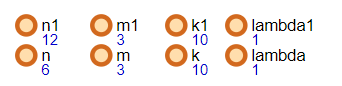 n1 m1 k1 lambda1
12 3 10 1
n m k lambda
6 3 10 1